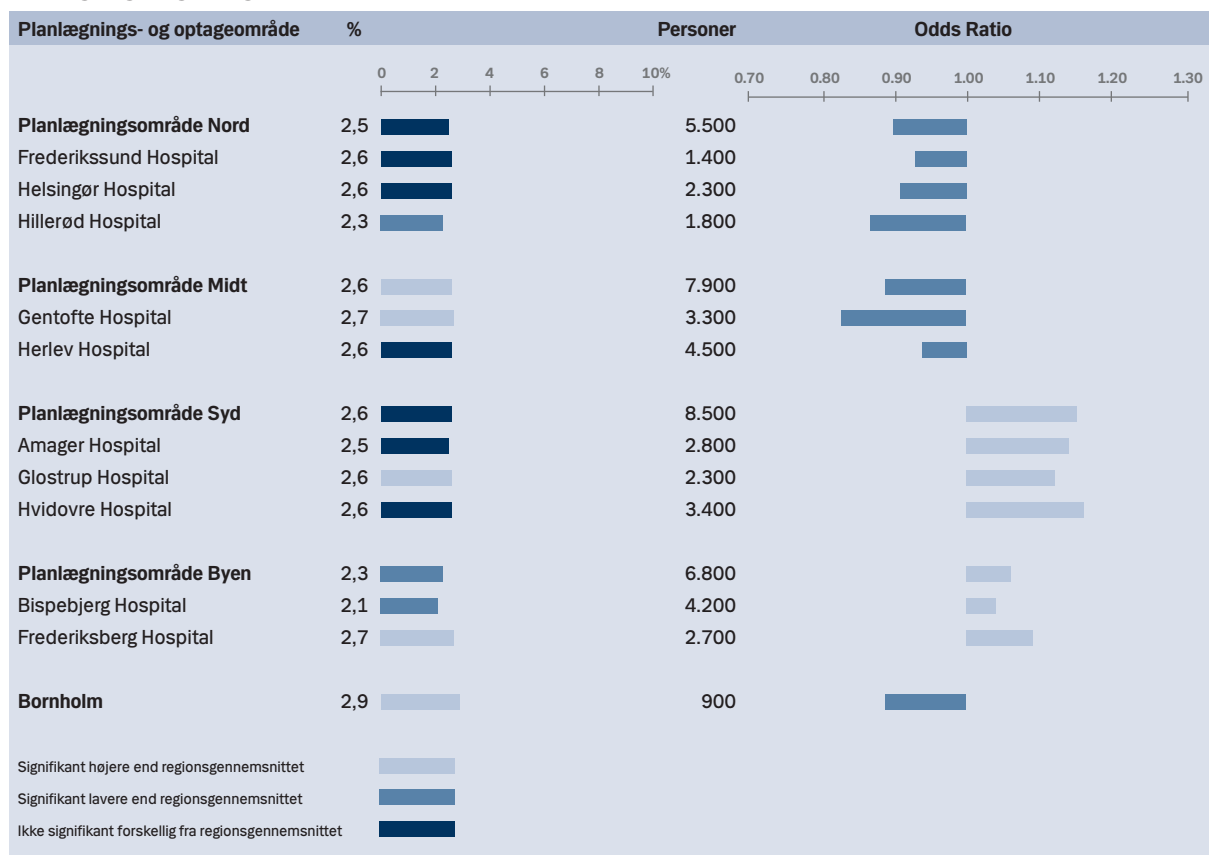 Planlægnings- og optageområde % Personer Odds Ratio
0 2 4 6 8 10% 0.70 0.80 0.90 1.00 1.10 1.20 1.30
Planlægningsområde Nord 2,5 5.500
Frederikssund Hospital 2,6 1.400
Helsingør Hospital 2,6 2.300
Hillerød Hospital 2,3 1.800
Planlægningsområde Midt 2,6 7.900
Gentofte Hospital 2,7 3.300
Herlev Hospital 2,6 4.500
Planlægningsområde Syd 2,6 8.500
Amager Hospital 2,5 2.800
Glostrup Hospital 2,6 2.300
Hvidovre Hospital 2,6 3.400
Planlægningsområde Byen 2,3 6.800
Bispebjerg Hospital 2,1 4.200
Frederiksberg Hospital 2,7 2.700
Bornholm 2,9 900
Signifikant højere end regionsgennemsnittet
Signifikant lavere end regionsgennemsnittet
Ikke signifikant forskellig fra regionsgennemsnittet